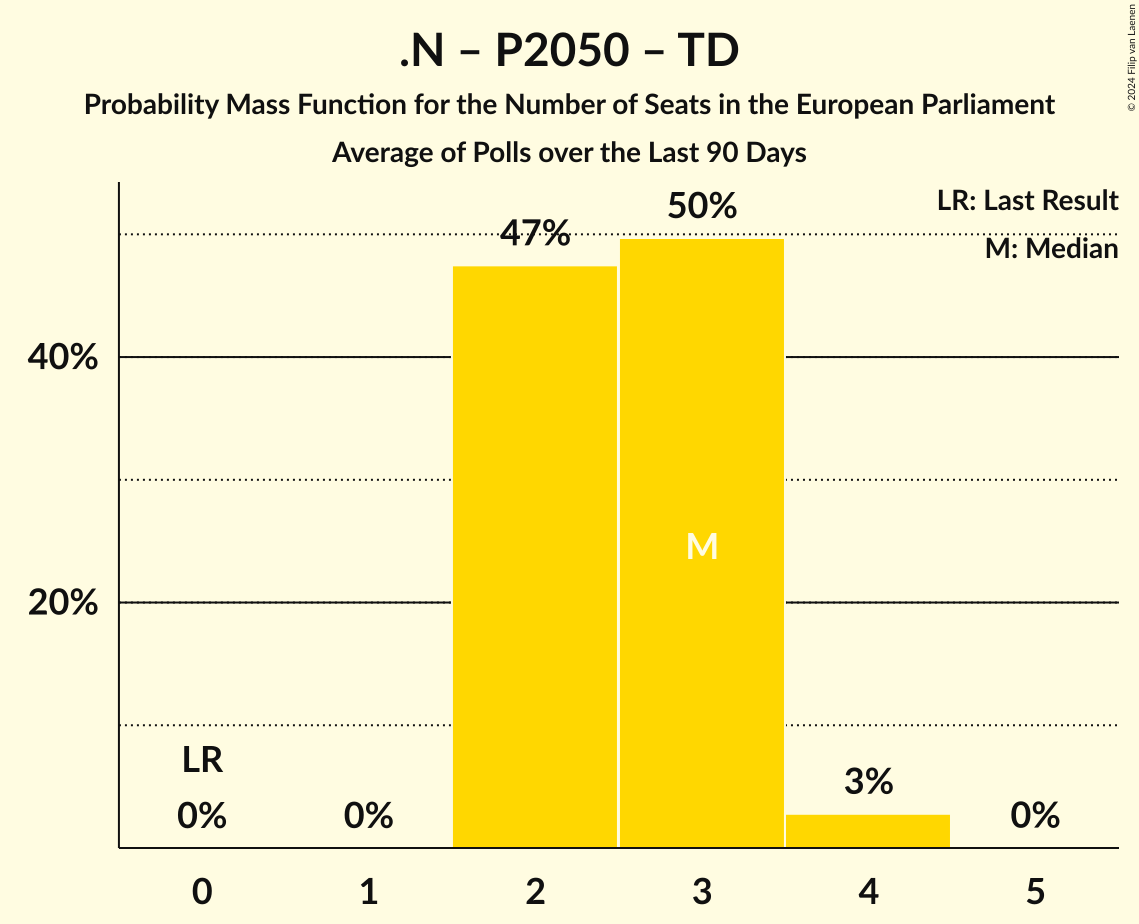 .N – P2050 – TD
Probability Mass Function for the Number of Seats in the European Parliament
Average of Polls over the Last 90 Days
© 2024 Filip van Laenen
LR: Last Result
M: Median
50%
47%
40%
20%
M
LR
0%
0%
3%
0%
0 1 2 3 4 5